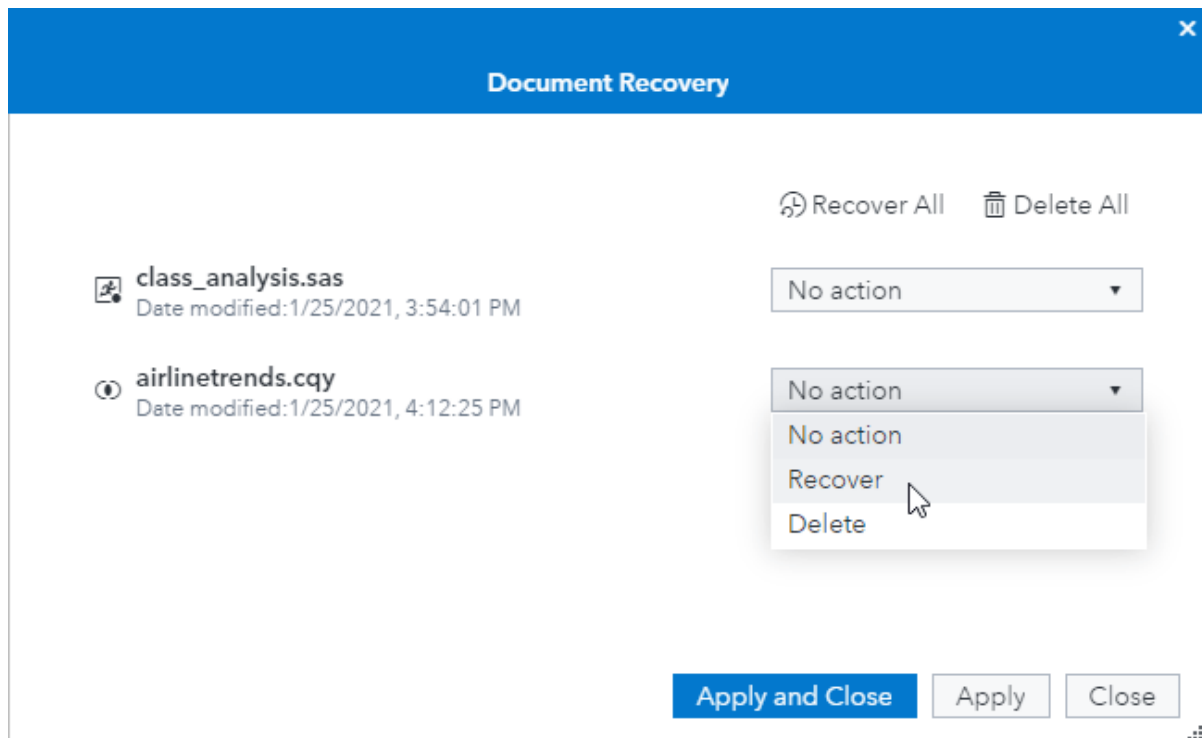 Document Recovery
Recover All
Delete All
class_analysis.sas
Date modified:1/25/2021, 3:54:01 PM
No action
airlinetrends.cqy
Date modified:1/25/2021, 4:12:25 PM
No action
No action
Recover
Delete
Apply and Close
Apply
Close